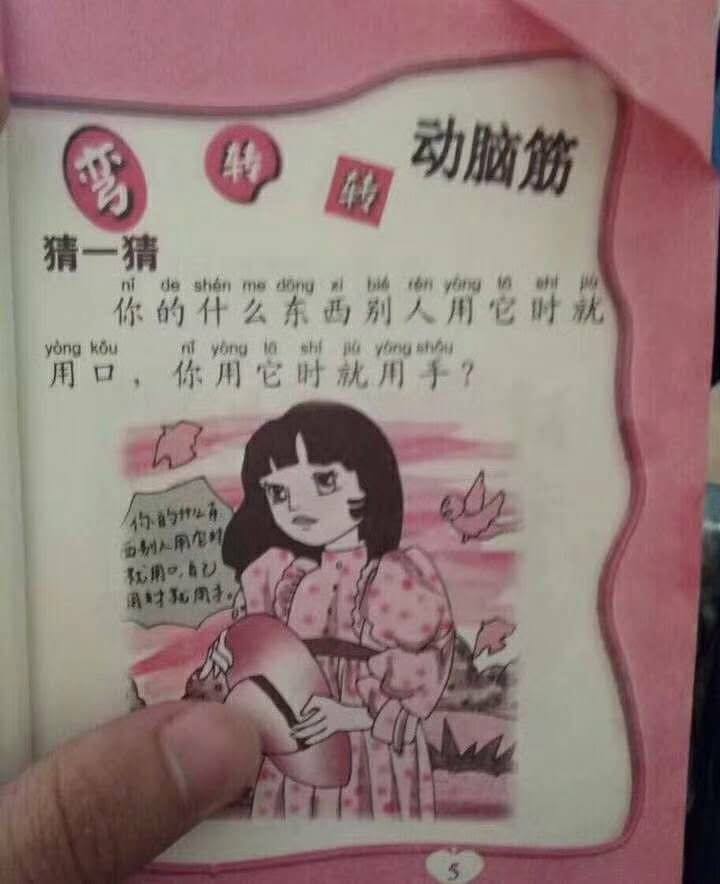 弯 转 转 动脑筋
猜一猜
nǐ de shén me dōng xi bié rén yòng tā shí jiù
你的什么东西别人用它时就
yòng kǒu nǐ yòng tā shí jiù yòng shǒu
用口，你用它时就用手？
你的什么东
西别人用它时
就用口，自己
用时就用手。
5